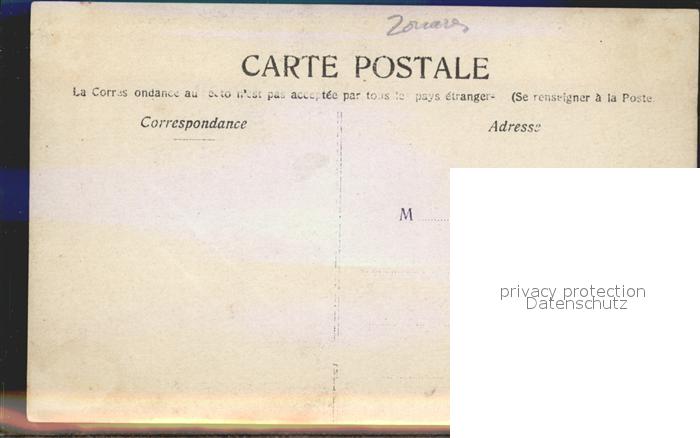 Zouaves
CARTE POSTALE
La Corres ondance au ecto n'est pas acceptée par tous le pays étrangers (Se renseigner à la Poste
Correspondance
Adresse
M
privacy protection
Datenschutz